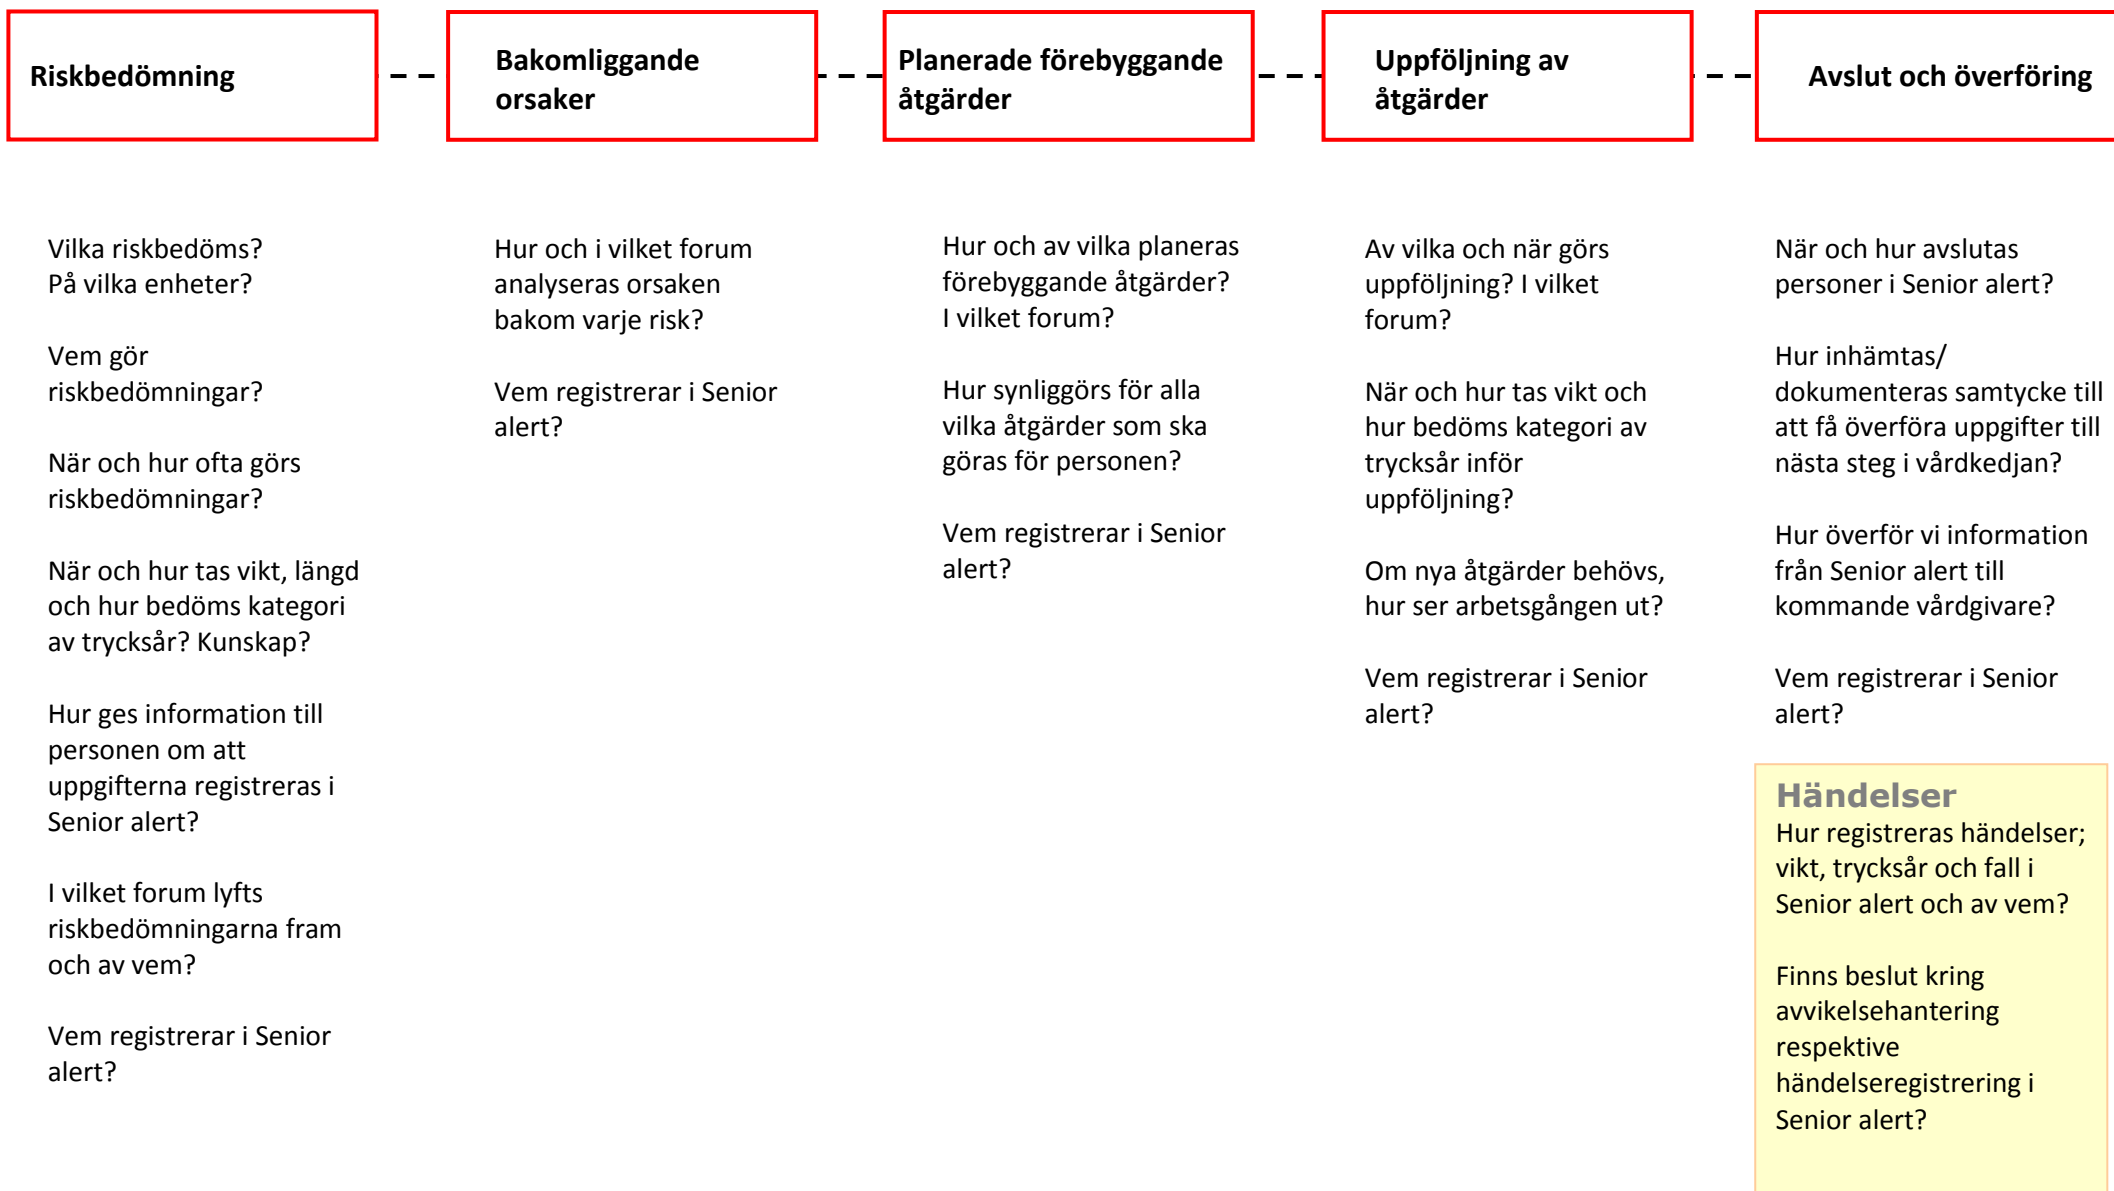 Riskbedömning
Bakomliggande
orsaker
Planerade förebyggande
åtgärder
Uppföljning av
åtgärder
Avslut och överföring
Vilka riskbedöms?
På vilka enheter?
Vem gör
riskbedömningar?
När och hur ofta görs
riskbedömningar?
När och hur tas vikt, längd
och hur bedöms kategori
av trycksår? Kunskap?
Hur ges information till
personen om att
uppgifterna registreras i
Senior alert?
I vilket forum lyfts
riskbedömningarna fram
och av vem?
Vem registrerar i Senior
alert?
Hur och i vilket forum
analyseras orsaken
bakom varje risk?
Vem registrerar i Senior
alert?
Hur och av vilka planeras
förebyggande åtgärder?
I vilket forum?
Hur synliggörs för alla
vilka åtgärder som ska
göras för personen?
Vem registrerar i Senior
alert?
Av vilka och när görs
uppföljning? I vilket
forum?
När och hur tas vikt och
hur bedöms kategori av
trycksår inför
uppföljning?
Om nya åtgärder behövs,
hur ser arbetsgången ut?
Vem registrerar i Senior
alert?
När och hur avslutas
personer i Senior alert?
Hur inhämtas/
dokumenteras samtycke till
att få överföra uppgifter till
nästa steg i vårdkedjan?
Hur överför vi information
från Senior alert till
kommande vårdgivare?
Vem registrerar i Senior
alert?
Händelser
Hur registreras händelser;
vikt, trycksår och fall i
Senior alert och av vem?
Finns beslut kring
avvikelsehantering
respektive
händelseregistrering i
Senior alert?